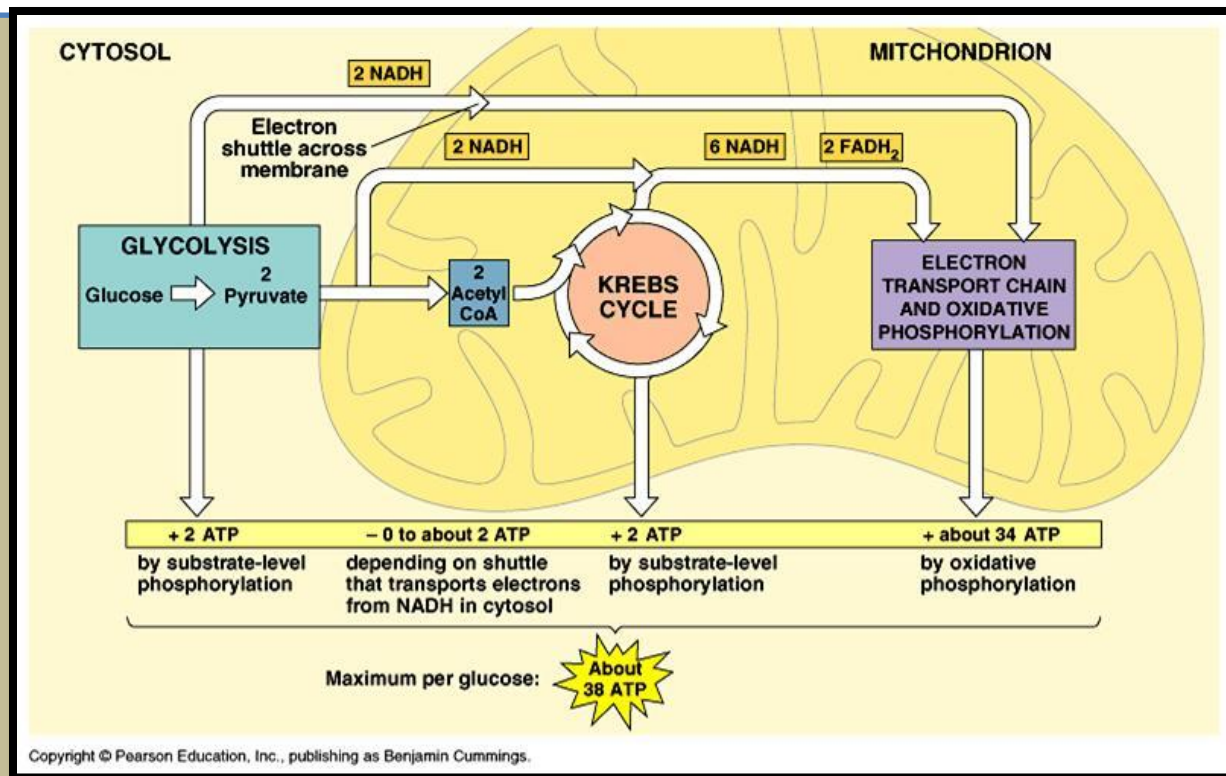 CYTOSOL
MITCHONDRION
2 NADH
Electron
shuttle across
membrane
2 NADH
6 NADH
2 FADH₂
GLYCOLYSIS
2
Glucose
Pyruvate
2
Acetyl
CoA
KREBS
CYCLE
ELECTRON
TRANSPORT CHAIN
AND OXIDATIVE
PHOSPHORYLATION
+ 2 ATP
by substrate-level
phosphorylation
– 0 to about 2 ATP
depending on shuttle
that transports electrons
from NADH in cytosol
+ 2 ATP
by substrate-level
phosphorylation
+ about 34 ATP
by oxidative
phosphorylation
Maximum per glucose:
About
38 ATP
Copyright © Pearson Education, Inc., publishing as Benjamin Cummings.